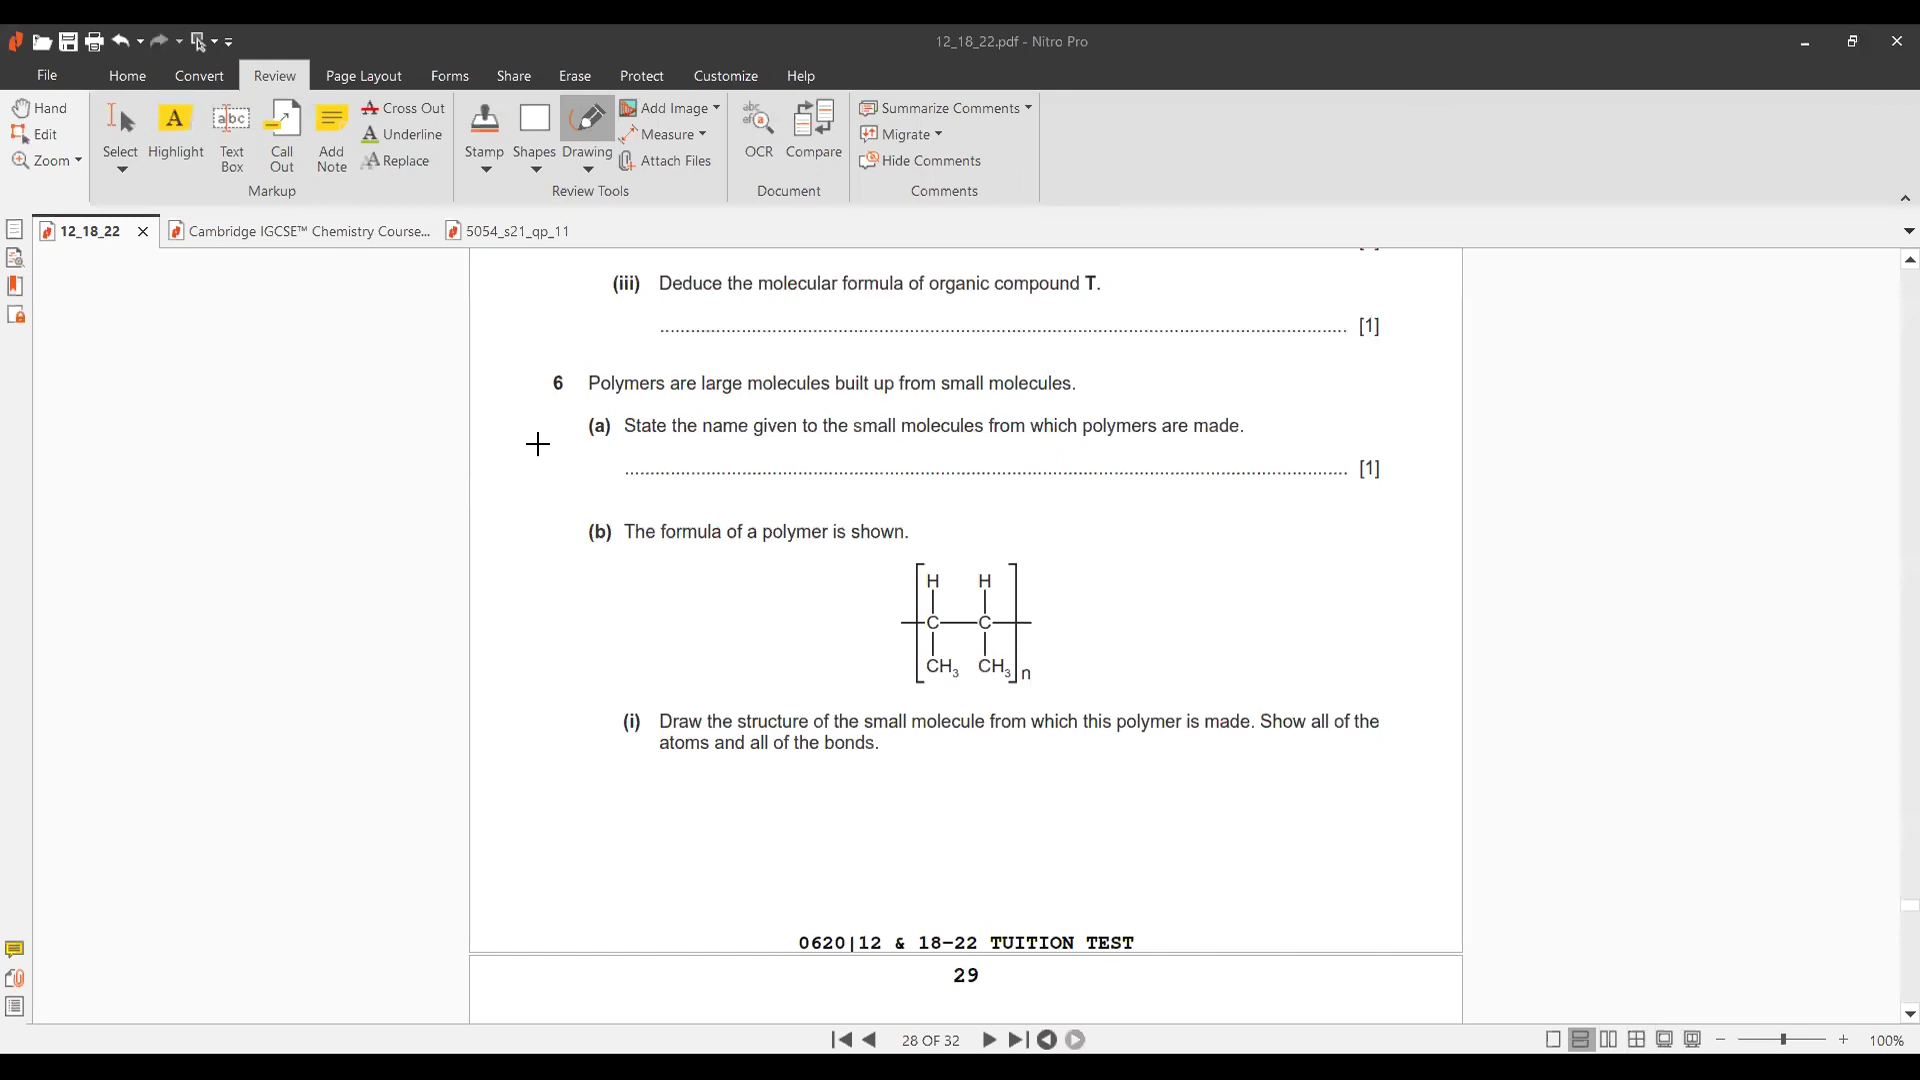 12_18_22.pdf - Nitro Pro
File Home Convert Review Page Layout Forms Share Erase Protect Customize Help
Hand
Edit
Zoom
Select
Highlight
Text Box
Call Out
Add Note
Cross Out
Underline
Replace
Markup
Stamp
Shapes
Drawing
Add Image
Measure
Attach Files
Review Tools
OCR
Compare
Document
Summarize Comments
Migrate
Hide Comments
Comments
12_18_22 Cambridge IGCSE™ Chemistry Course... 5054_s21_qp_11
(iii) Deduce the molecular formula of organic compound T.
[1]
6 Polymers are large molecules built up from small molecules.
(a) State the name given to the small molecules from which polymers are made.
[1]
(b) The formula of a polymer is shown.
H H
C C
CH3 CH3 n
(i) Draw the structure of the small molecule from which this polymer is made. Show all of the
atoms and all of the bonds.
0620|12 & 18-22 TUITION TEST
29
28 OF 32
100%